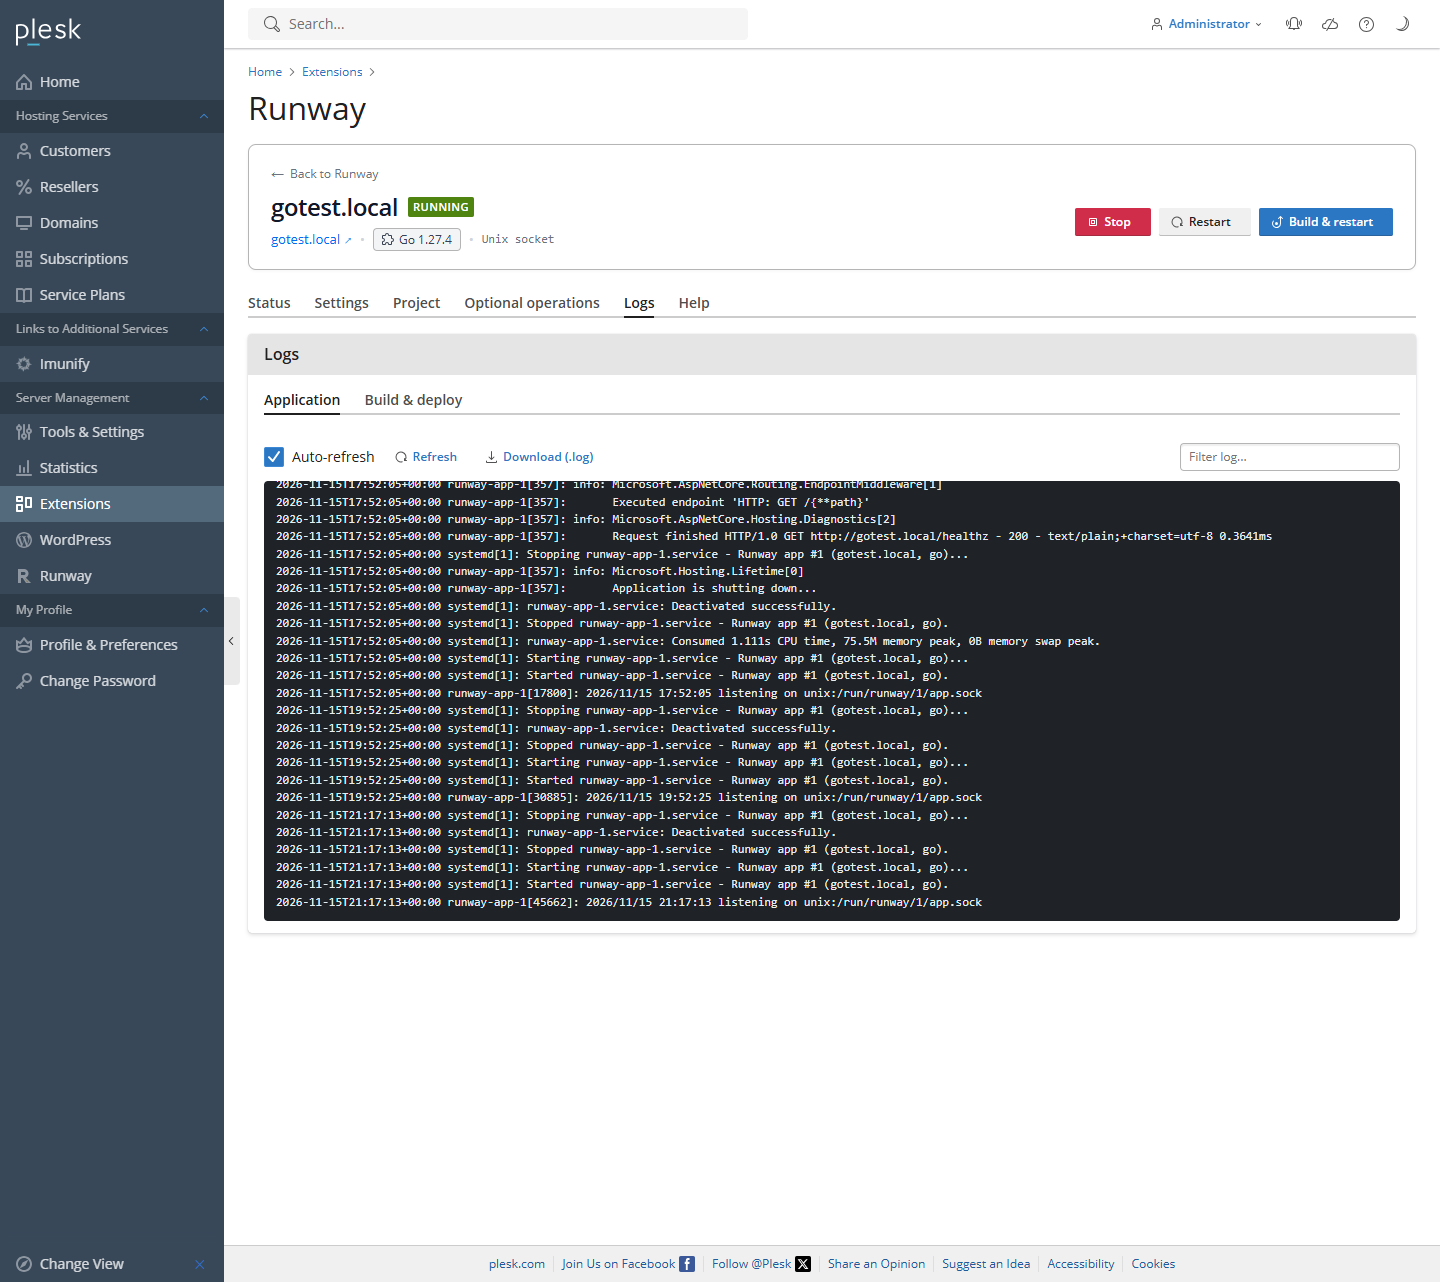 plesk
Search...
Administrator
Home
Hosting Services
Customers
Resellers
Domains
Subscriptions
Service Plans
Links to Additional Services
Imunify
Server Management
Tools & Settings
Statistics
Extensions
WordPress
Runway
My Profile
Profile & Preferences
Change Password
Change View
Home > Extensions >
Runway
← Back to Runway
gotest.local RUNNING
gotest.local • Go 1.27.4 • Unix socket
Stop Restart Build & restart
Status Settings Project Optional operations Logs Help
Logs
Application Build & deploy
Auto-refresh Refresh Download (.log) Filter log...
2026-11-15T17:52:05+00:00 runway-app-1[357]: info: Microsoft.AspNetCore.Routing.EndpointMiddleware[1]
2026-11-15T17:52:05+00:00 runway-app-1[357]:       Executed endpoint 'HTTP: GET /{**path}'
2026-11-15T17:52:05+00:00 runway-app-1[357]: info: Microsoft.AspNetCore.Hosting.Diagnostics[2]
2026-11-15T17:52:05+00:00 runway-app-1[357]:       Request finished HTTP/1.0 GET http://gotest.local/healthz - 200 - text/plain;+charset=utf-8 0.3641ms
2026-11-15T17:52:05+00:00 systemd[1]: Stopping runway-app-1.service - Runway app #1 (gotest.local, go)...
2026-11-15T17:52:05+00:00 runway-app-1[357]: info: Microsoft.Hosting.Lifetime[0]
2026-11-15T17:52:05+00:00 runway-app-1[357]:       Application is shutting down...
2026-11-15T17:52:05+00:00 systemd[1]: runway-app-1.service: Deactivated successfully.
2026-11-15T17:52:05+00:00 systemd[1]: Stopped runway-app-1.service - Runway app #1 (gotest.local, go).
2026-11-15T17:52:05+00:00 systemd[1]: runway-app-1.service: Consumed 1.111s CPU time, 75.5M memory peak, 0B memory swap peak.
2026-11-15T17:52:05+00:00 systemd[1]: Starting runway-app-1.service - Runway app #1 (gotest.local, go)...
2026-11-15T17:52:05+00:00 systemd[1]: Started runway-app-1.service - Runway app #1 (gotest.local, go).
2026-11-15T17:52:05+00:00 runway-app-1[17800]: 2026/11/15 17:52:05 listening on unix:/run/runway/1/app.sock
2026-11-15T19:52:25+00:00 systemd[1]: Stopping runway-app-1.service - Runway app #1 (gotest.local, go)...
2026-11-15T19:52:25+00:00 systemd[1]: runway-app-1.service: Deactivated successfully.
2026-11-15T19:52:25+00:00 systemd[1]: Stopped runway-app-1.service - Runway app #1 (gotest.local, go).
2026-11-15T19:52:25+00:00 systemd[1]: Starting runway-app-1.service - Runway app #1 (gotest.local, go)...
2026-11-15T19:52:25+00:00 systemd[1]: Started runway-app-1.service - Runway app #1 (gotest.local, go).
2026-11-15T19:52:25+00:00 runway-app-1[30885]: 2026/11/15 19:52:25 listening on unix:/run/runway/1/app.sock
2026-11-15T21:17:13+00:00 systemd[1]: Stopping runway-app-1.service - Runway app #1 (gotest.local, go)...
2026-11-15T21:17:13+00:00 systemd[1]: runway-app-1.service: Deactivated successfully.
2026-11-15T21:17:13+00:00 systemd[1]: Stopped runway-app-1.service - Runway app #1 (gotest.local, go).
2026-11-15T21:17:13+00:00 systemd[1]: Starting runway-app-1.service - Runway app #1 (gotest.local, go)...
2026-11-15T21:17:13+00:00 systemd[1]: Started runway-app-1.service - Runway app #1 (gotest.local, go).
2026-11-15T21:17:13+00:00 runway-app-1[45662]: 2026/11/15 21:17:13 listening on unix:/run/runway/1/app.sock
plesk.com Join Us on Facebook Follow @Plesk Share an Opinion Suggest an Idea Accessibility Cookies